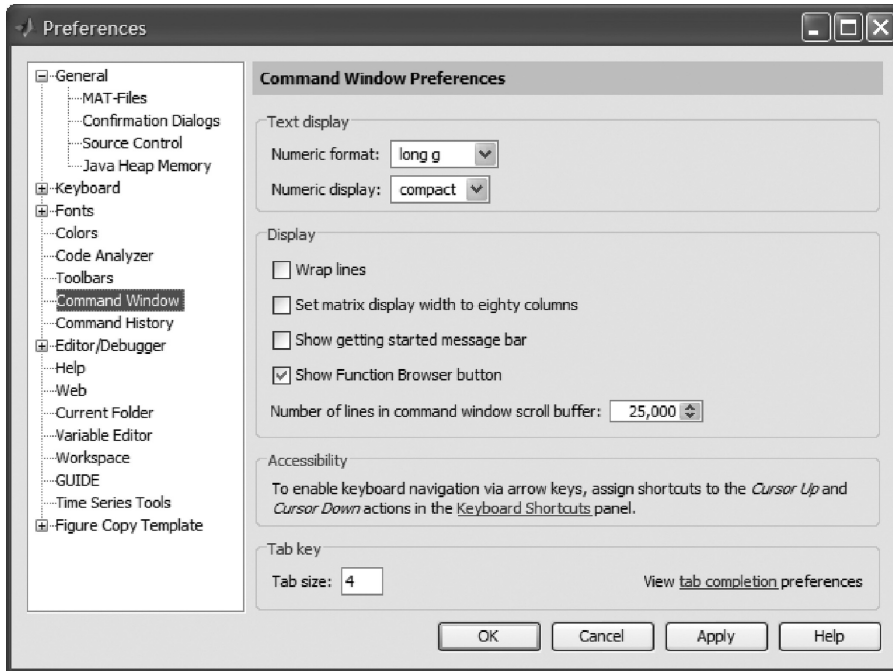 Preferences
General
MAT-Files
Confirmation Dialogs
Source Control
Java Heap Memory
Keyboard
Fonts
Colors
Code Analyzer
Toolbars
Command Window
Command History
Editor/Debugger
Help
Web
Current Folder
Variable Editor
Workspace
GUIDE
Time Series Tools
Figure Copy Template
Command Window Preferences
Text display
Numeric format: long g
Numeric display: compact
Display
Wrap lines
Set matrix display width to eighty columns
Show getting started message bar
Show Function Browser button
Number of lines in command window scroll buffer: 25,000
Accessibility
To enable keyboard navigation via arrow keys, assign shortcuts to the Cursor Up and
Cursor Down actions in the Keyboard Shortcuts panel.
Tab key
Tab size: 4 View tab completion preferences
OK Cancel Apply Help